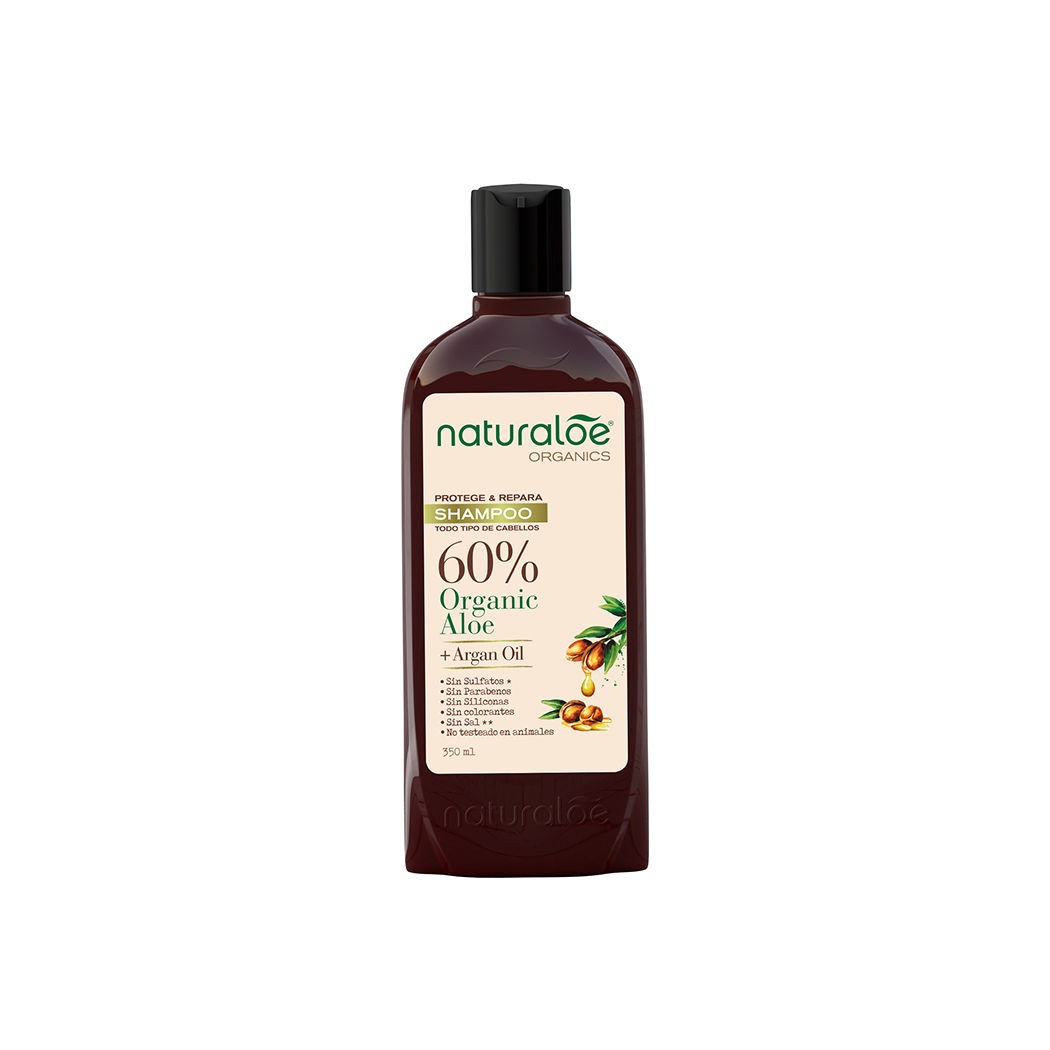 naturaloe®
ORGANICS
PROTEGE & REPARA
SHAMPOO
TODO TIPO DE CABELLOS
60%
Organic
Aloe
+Argan Oil
• Sin Sulfatos *
• Sin Parabenos
• Sin Siliconas
• Sin colorantes
• Sin Sal **
• No testeado en animales
350 ml
naturaloe